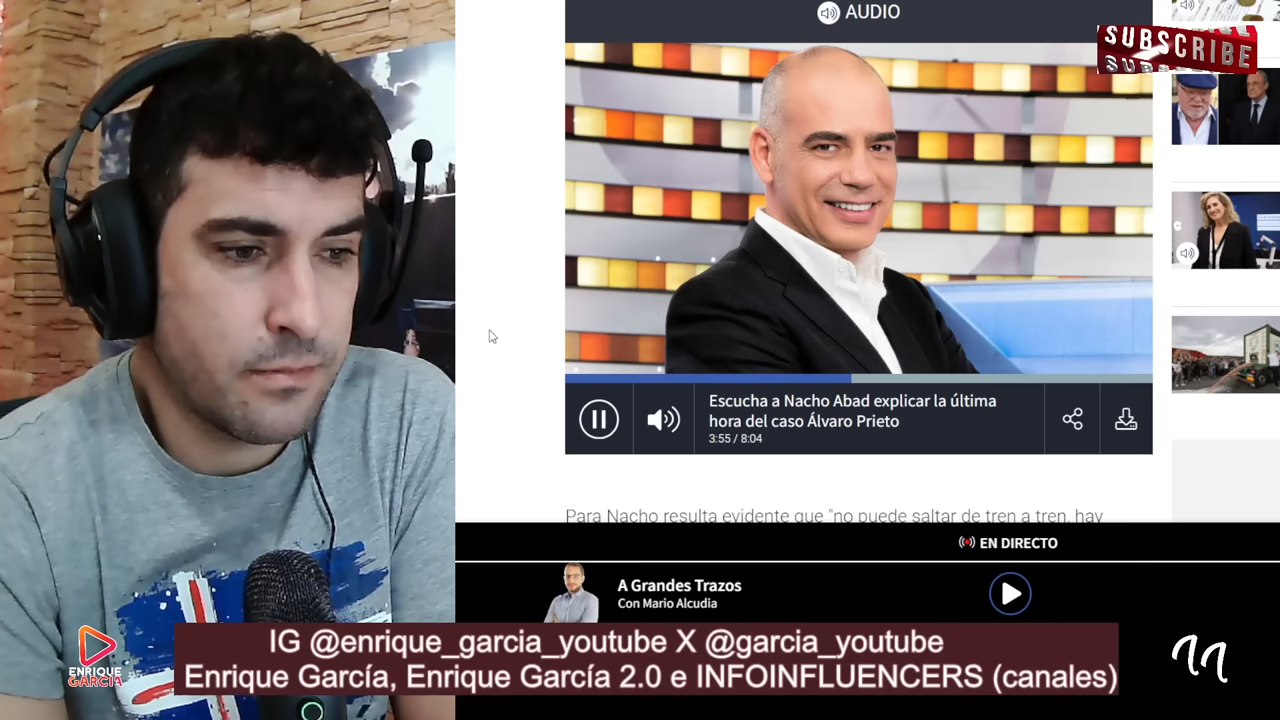 AUDIO
SUBSCRIBE
Escucha a Nacho Abad explicar la última
hora del caso Álvaro Prieto
3:55 / 8:04
Para Nacho resulta evidente que "no puede saltar de tren a tren, hay
EN DIRECTO
A Grandes Trazos
Con Mario Alcudia
IG @enrique_garcia_youtube X @garcia_youtube
Enrique García, Enrique García 2.0 e INFOINFLUENCERS (canales)
ENRIQUE
GARCÍA